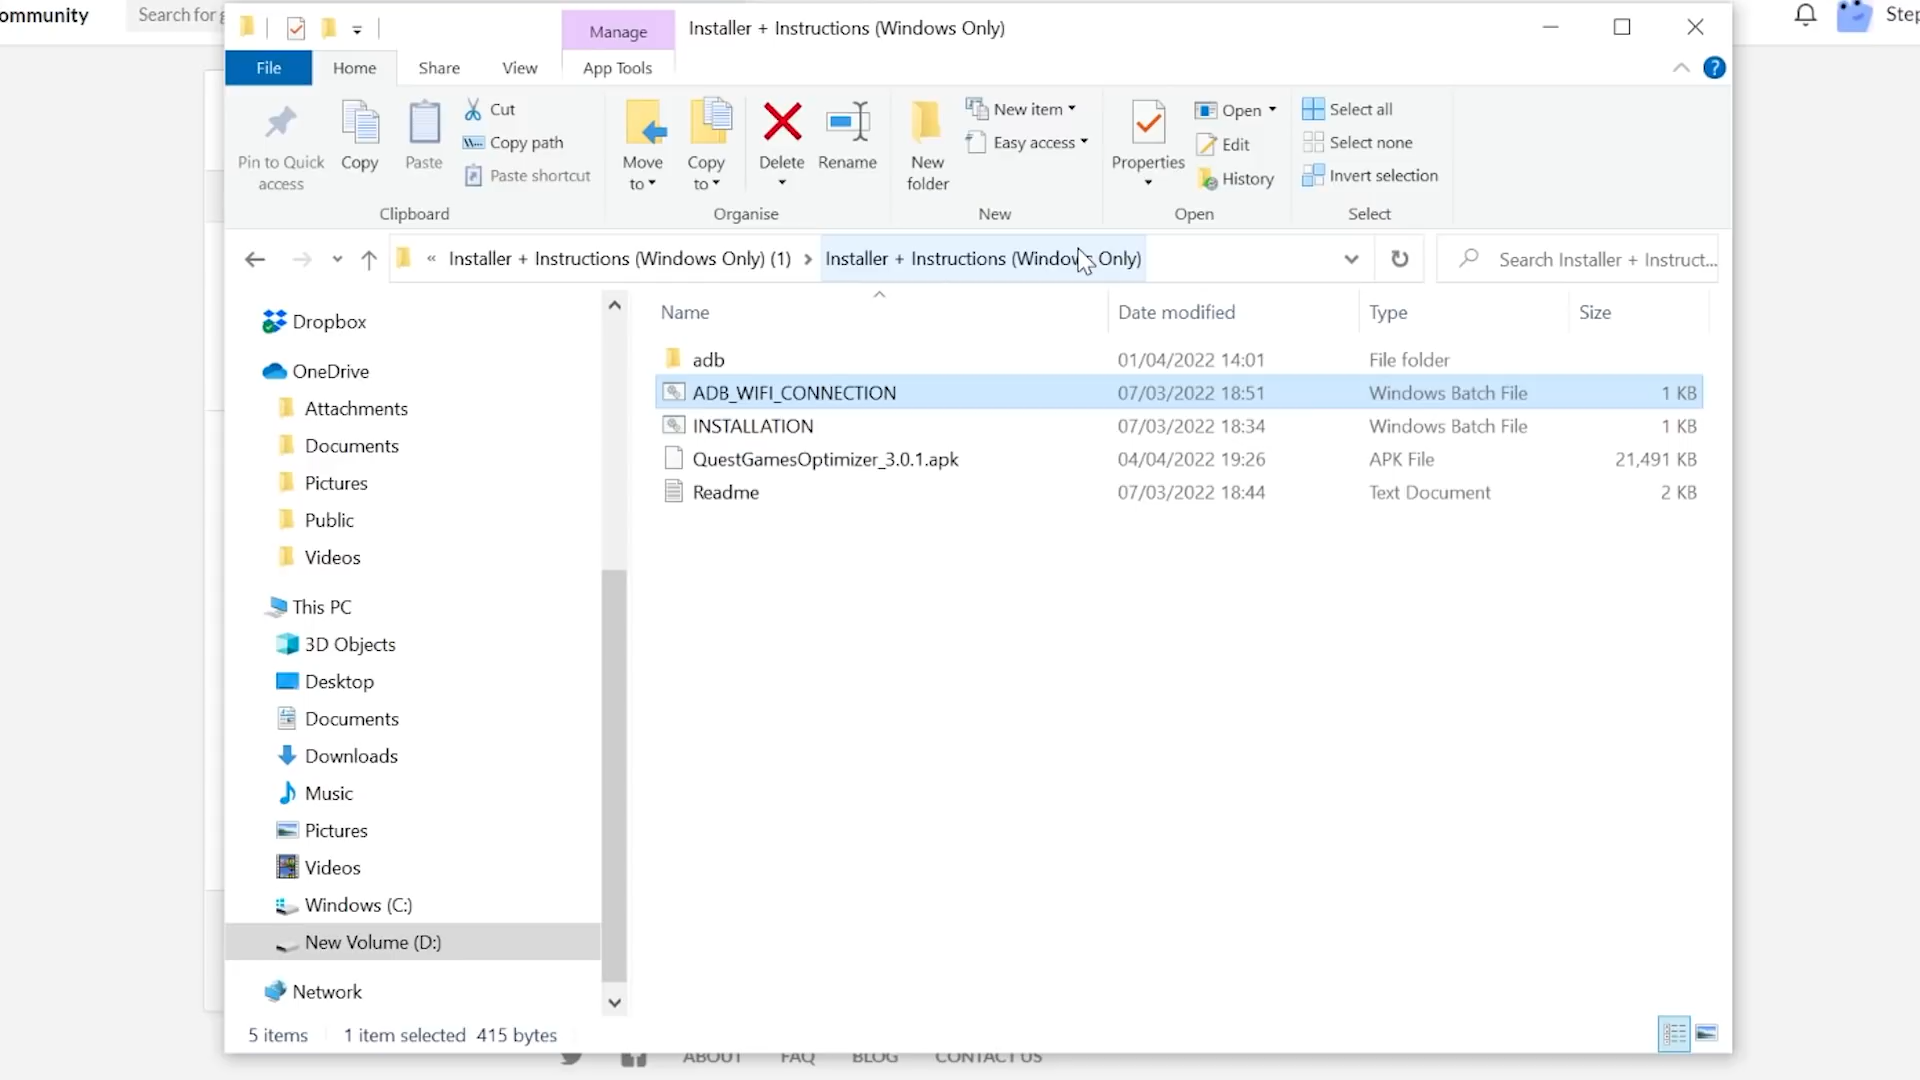 ommunity
Search for g
Step
Manage
Installer + Instructions (Windows Only)
File
Home
Share
View
App Tools
Pin to Quick access
Copy
Paste
Cut
Copy path
Paste shortcut
Clipboard
Move to
Copy to
Delete
Rename
Organise
New folder
New item
Easy access
New
Properties
Open
Edit
History
Open
Select all
Select none
Invert selection
Select
« Installer + Instructions (Windows Only) (1) > Installer + Instructions (Windows Only)
Search Installer + Instruct...
Dropbox
OneDrive
Attachments
Documents
Pictures
Public
Videos
This PC
3D Objects
Desktop
Documents
Downloads
Music
Pictures
Videos
Windows (C:)
New Volume (D:)
Network
Name Date modified Type Size
adb 01/04/2022 14:01 File folder
ADB_WIFI_CONNECTION 07/03/2022 18:51 Windows Batch File 1 KB
INSTALLATION 07/03/2022 18:34 Windows Batch File 1 KB
QuestGamesOptimizer_3.0.1.apk 04/04/2022 19:26 APK File 21,491 KB
Readme 07/03/2022 18:44 Text Document 2 KB
5 items 1 item selected 415 bytes
ABOUT FAQ BLOG CONTACT US